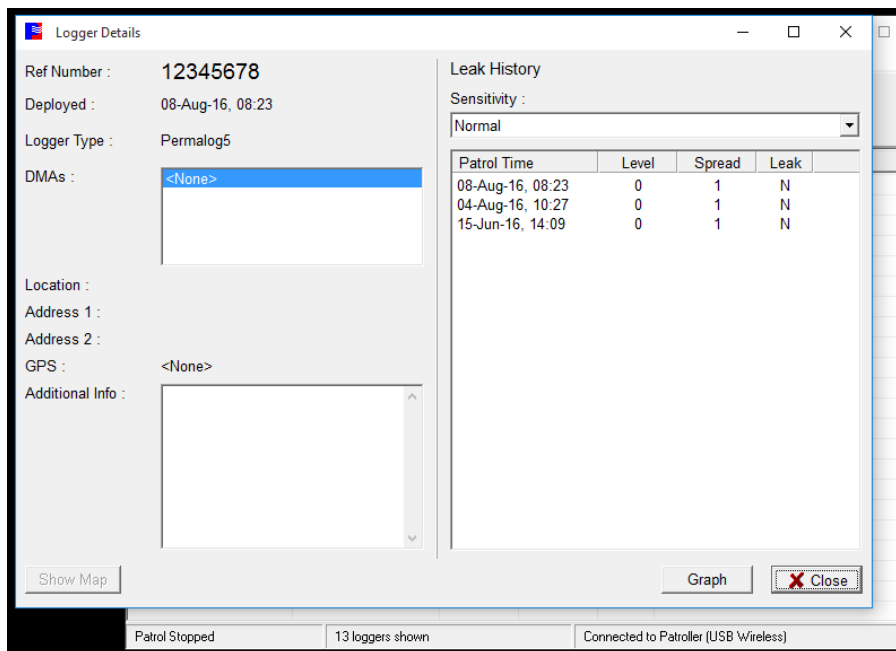 Logger Details
Ref Number : 12345678
Deployed : 08-Aug-16, 08:23
Logger Type : Permalog5
DMAs : <None>
Location :
Address 1 :
Address 2 :
GPS : <None>
Additional Info :
Show Map
Leak History
Sensitivity :
Normal
Patrol Time Level Spread Leak
08-Aug-16, 08:23 0 1 N
04-Aug-16, 10:27 0 1 N
15-Jun-16, 14:09 0 1 N
Graph Close
Patrol Stopped 13 loggers shown Connected to Patroller (USB Wireless)